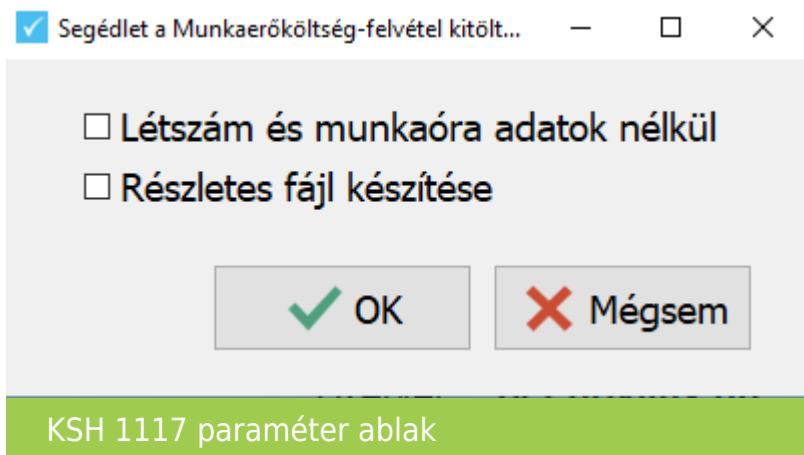 Segédlet a Munkaerőköltség-felvétel kitölt...
Létszám és munkaóra adatok nélkül
Részletes fájl készítése
OK
Mégsem
KSH 1117 paraméter ablak